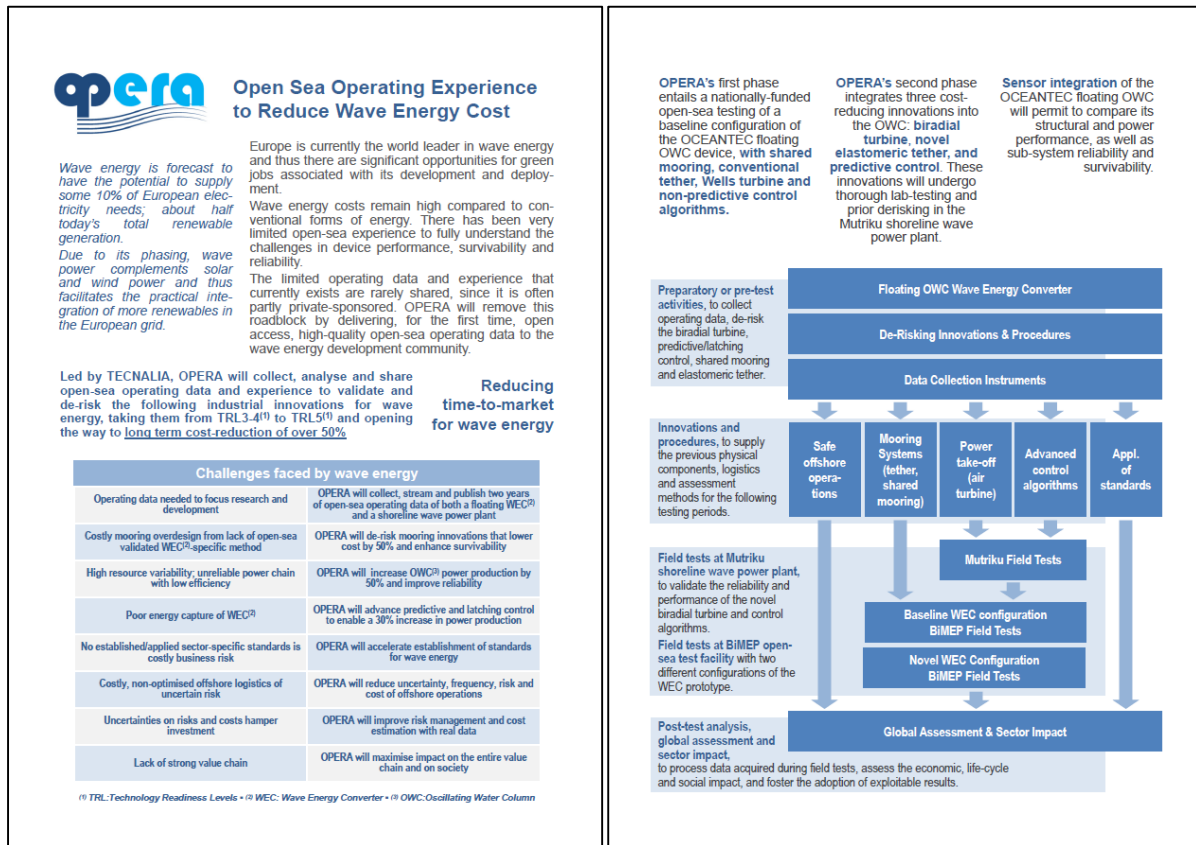 opera
Open Sea Operating Experience
to Reduce Wave Energy Cost
Wave energy is forecast to
have the potential to supply
some 10% of European elec-
tricity needs; about half
today's total renewable
generation.
Due to its phasing, wave
power complements solar
and wind power and thus
facilitates the practical inte-
gration of more renewables
in the European grid.
Europe is currently the world leader in wave energy
and thus there are significant opportunities for green
jobs associated with its development and deploy-
ment.
Wave energy costs remain high compared to con-
ventional forms of energy. There has been very
limited open-sea experience to fully understand the
challenges in device performance, survivability and
reliability.
The limited operating data and experience that
currently exists are rarely shared, since it is often
partly private-sponsored. OPERA will remove this
roadblock by delivering, for the first time, open
access, high-quality open-sea operating data to the
wave energy development community.
Led by TECNALIA, OPERA will collect, analyse and share
open-sea operating data and experience to validate and
de-risk the following industrial innovations for wave
energy, taking them from TRL3-4(1) to TRL5(1) and opening
the way to long term cost-reduction of over 50%
Reducing
time-to-market
for wave energy
Challenges faced by wave energy
Operating data needed to focus research and
development
OPERA will collect, stream and publish two years
of open-sea operating data of both a floating WEC(2)
and a shoreline wave power plant
Costly mooring overdesign from lack of open-sea
validated WEC(2)-specific method
OPERA will de-risk mooring innovations that lower
cost by 50% and enhance survivability
High resource variability; unreliable power chain
with low efficiency
OPERA will increase OWC(3) power production by
50% and improve reliability
Poor energy capture of WEC(2)
OPERA will advance predictive and latching control
to enable a 30% increase in power production
No established/applied sector-specific standards is
costly business risk
OPERA will accelerate establishment of standards
for wave energy
Costly, non-optimised offshore logistics of
uncertain risk
OPERA will reduce uncertainty, frequency, risk and
cost of offshore operations
Uncertainties on risks and costs hamper
investment
OPERA will improve risk management and cost
estimation with real data
Lack of strong value chain
OPERA will maximise impact on the entire value
chain and on society
(1) TRL:Technology Readiness Levels • (2) WEC: Wave Energy Converter • (3) OWC:Oscillating Water Column
OPERA's first phase
entails a nationally-funded
open-sea testing of a
baseline configuration of
the OCEANTEC floating
OWC device, with shared
mooring, conventional
tether, Wells turbine and
non-predictive control
algorithms.
OPERA's second phase
integrates three cost-
reducing innovations into
the OWC: biradial
turbine, novel
elastomeric tether, and
predictive control. These
innovations will undergo
thorough lab-testing and
prior derisking in the
Mutriku shoreline wave
power plant.
Sensor integration of the
OCEANTEC floating OWC
will permit to compare its
structural and power
performance, as well as
sub-system reliability and
survivability.
Preparatory or pre-test
activities, to collect
operating data, de-risk
the biradial turbine,
predictive/latching
control, shared mooring
and elastomeric tether.
Floating OWC Wave Energy Converter
De-Risking Innovations & Procedures
Data Collection Instruments
Innovations and
procedures, to supply
the previous physical
components, logistics
and assessment
methods for the following
testing periods.
Safe
offshore
opera-
tions
Mooring
Systems
(tether,
shared
mooring)
Power
take-off
(air
turbine)
Advanced
control
algorithms
Appl.
of
standards
Field tests at Mutriku
shoreline wave power plant,
to validate the reliability and
performance of the novel
biradial turbine and control
algorithms.
Field tests at BiMEP open-
sea test facility with two
different configurations of the
WEC prototype.
Mutriku Field Tests
Baseline WEC configuration
BiMEP Field Tests
Novel WEC Configuration
BiMEP Field Tests
Post-test analysis,
global assessment and
sector impact,
to process data acquired during field tests, assess the economic, life-cycle
and social impact, and foster the adoption of exploitable results.
Global Assessment & Sector Impact